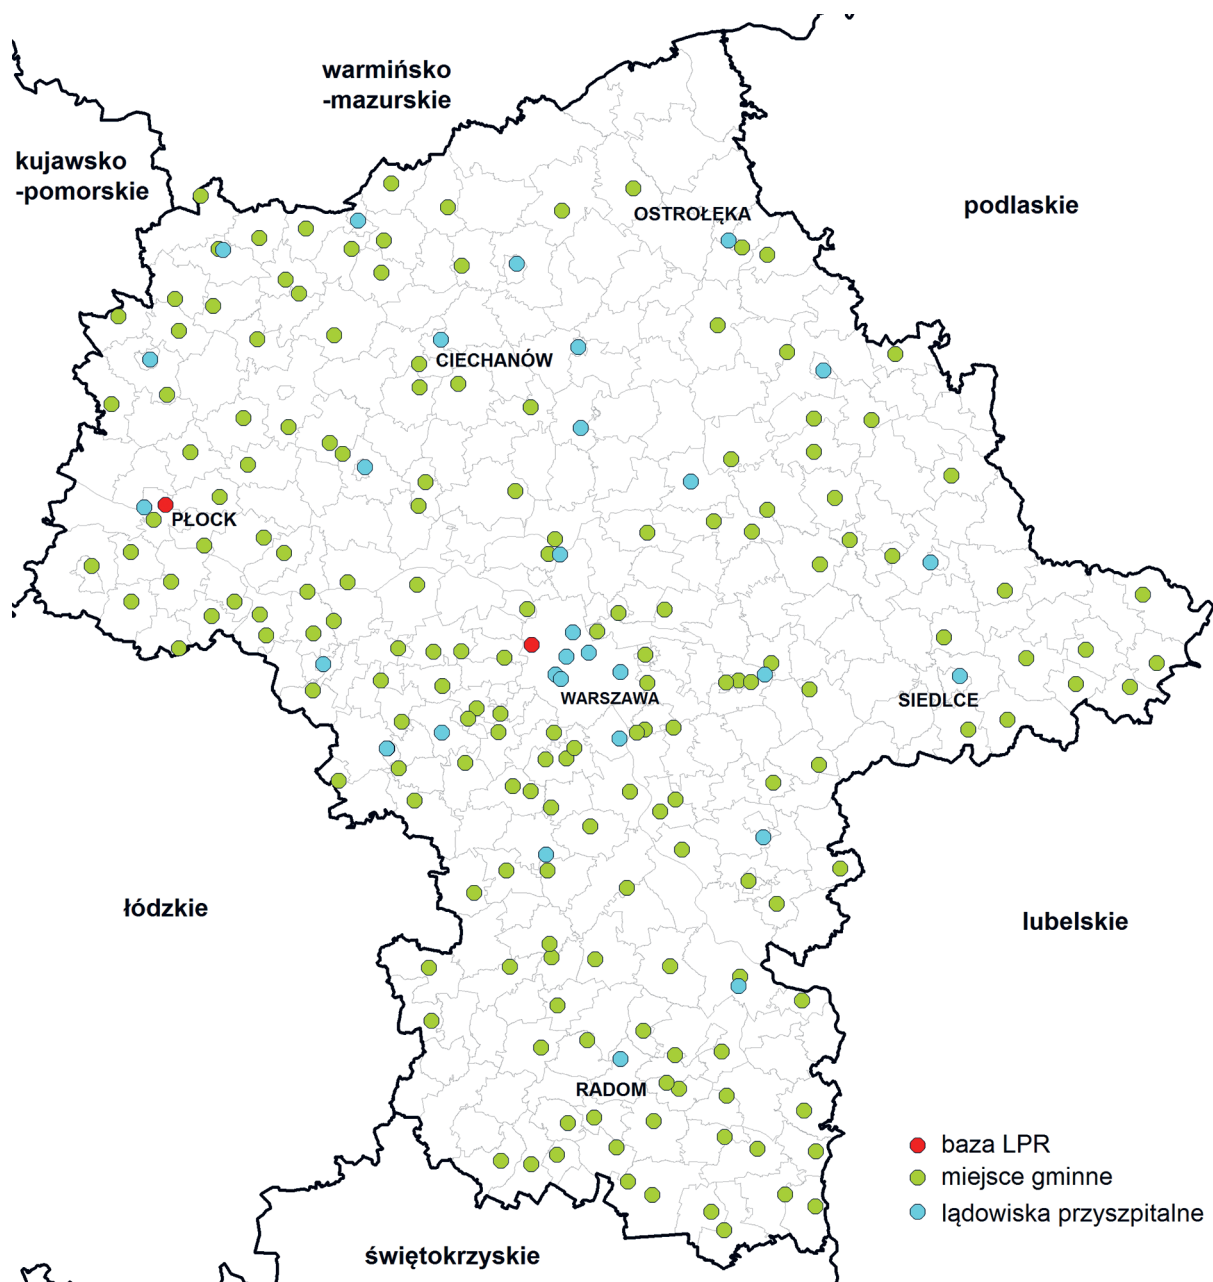 warmińsko
-mazurskie
kujawsko
-pomorskie
podlaskie
OSTROŁĘKA
CIECHANÓW
PŁOCK
WARSZAWA
SIEDLCE
łódzkie
lubelskie
RADOM
baza LPR
miejsce gminne
lądowiska przyszpitalne
świętokrzyskie